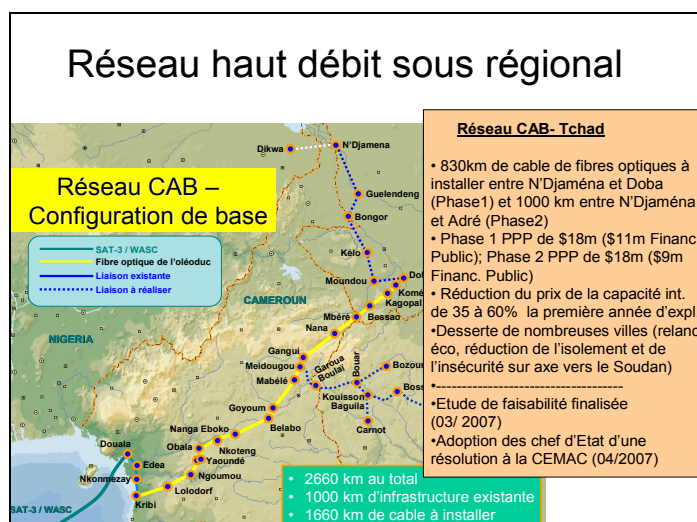 Réseau haut débit sous régional
Réseau CAB –
Configuration de base
SAT-3 / WASC
Fibre optique de l'oléoduc
Liaison existante
Liaison à réaliser
Dikwa
N'Djamena
Guelendeng
Bongor
Kélo
Moundou
Dob
Komé
Kagopal
Bessao
Mbéré
Nana
CAMEROUN
NIGERIA
Gangui
Meidougou
Mabélé
Garoua
Boulaï
Bouar
Bozoum
Boss
Kouisson
Baguila
Carnot
Goyoum
Belabo
Nanga Eboko
Nkoteng
Obala
Yaoundé
Ngoumou
Lolodorf
Douala
Edea
Nkonmezay
Kribi
SAT-3 / WASC
• 2660 km au total
• 1000 km d'infrastructure existante
• 1660 km de cable à installer
Réseau CAB- Tchad
• 830km de cable de fibres optiques à
installer entre N'Djaména et Doba
(Phase1) et 1000 km entre N'Djaména
et Adré (Phase2)
• Phase 1 PPP de $18m ($11m Financ.
Public); Phase 2 PPP de $18m ($9m
Financ. Public)
• Réduction du prix de la capacité int.
de 35 à 60% la première année d'expl
•Desserte de nombreuses villes (relanc
éco, réduction de l'isolement et de
l'insécurité sur axe vers le Soudan)
•------------------------------
•Etude de faisabilité finalisée
(03/ 2007)
•Adoption des chef d'Etat d'une
résolution à la CEMAC (04/2007)